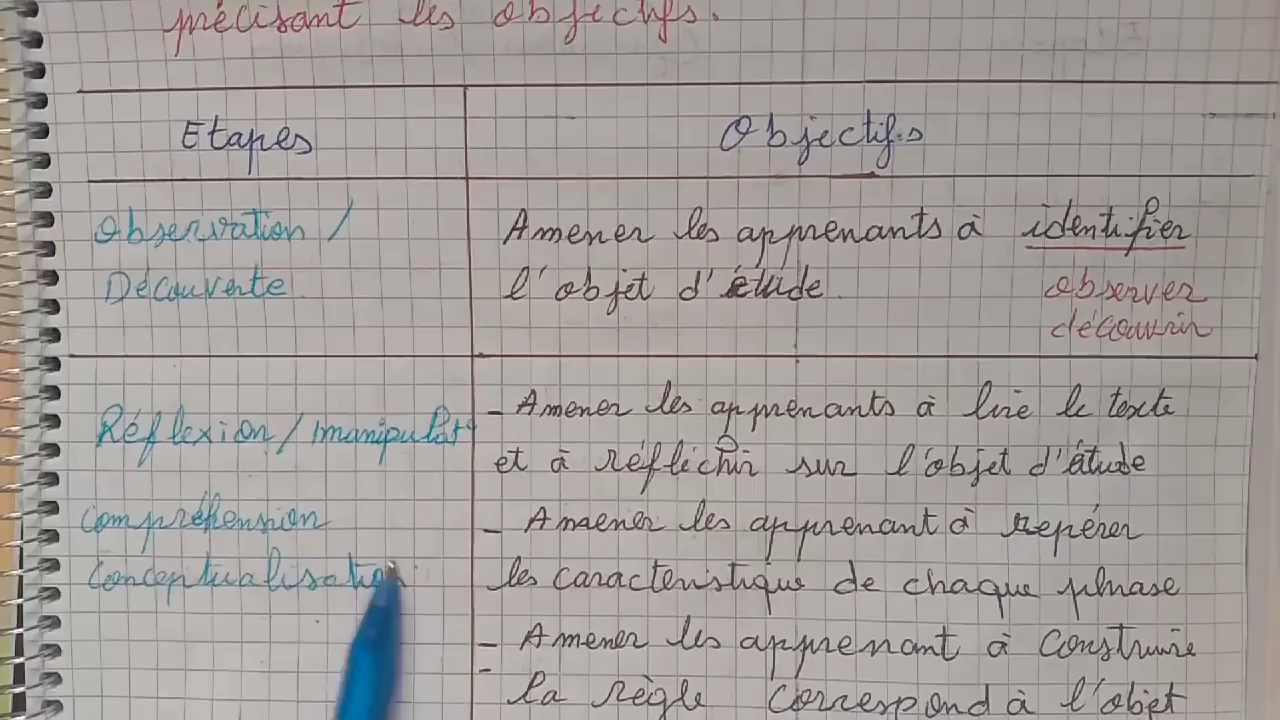 précisant les objectifs.
Etapes
Objectifs
Observation /
Découverte
Amener les apprenants à identifier
l'objet d'étude.
observer
découvrir
Réflexion / manipulat°
Compréhension
Conceptualisation
- Amener les apprenants à lire le texte
et à réfléchir sur l'objet d'étude
- Amener les apprenant à repérer
les caractéristique de chaque phrase
- Amener les apprenant à construire
la règle correspond à l'objet